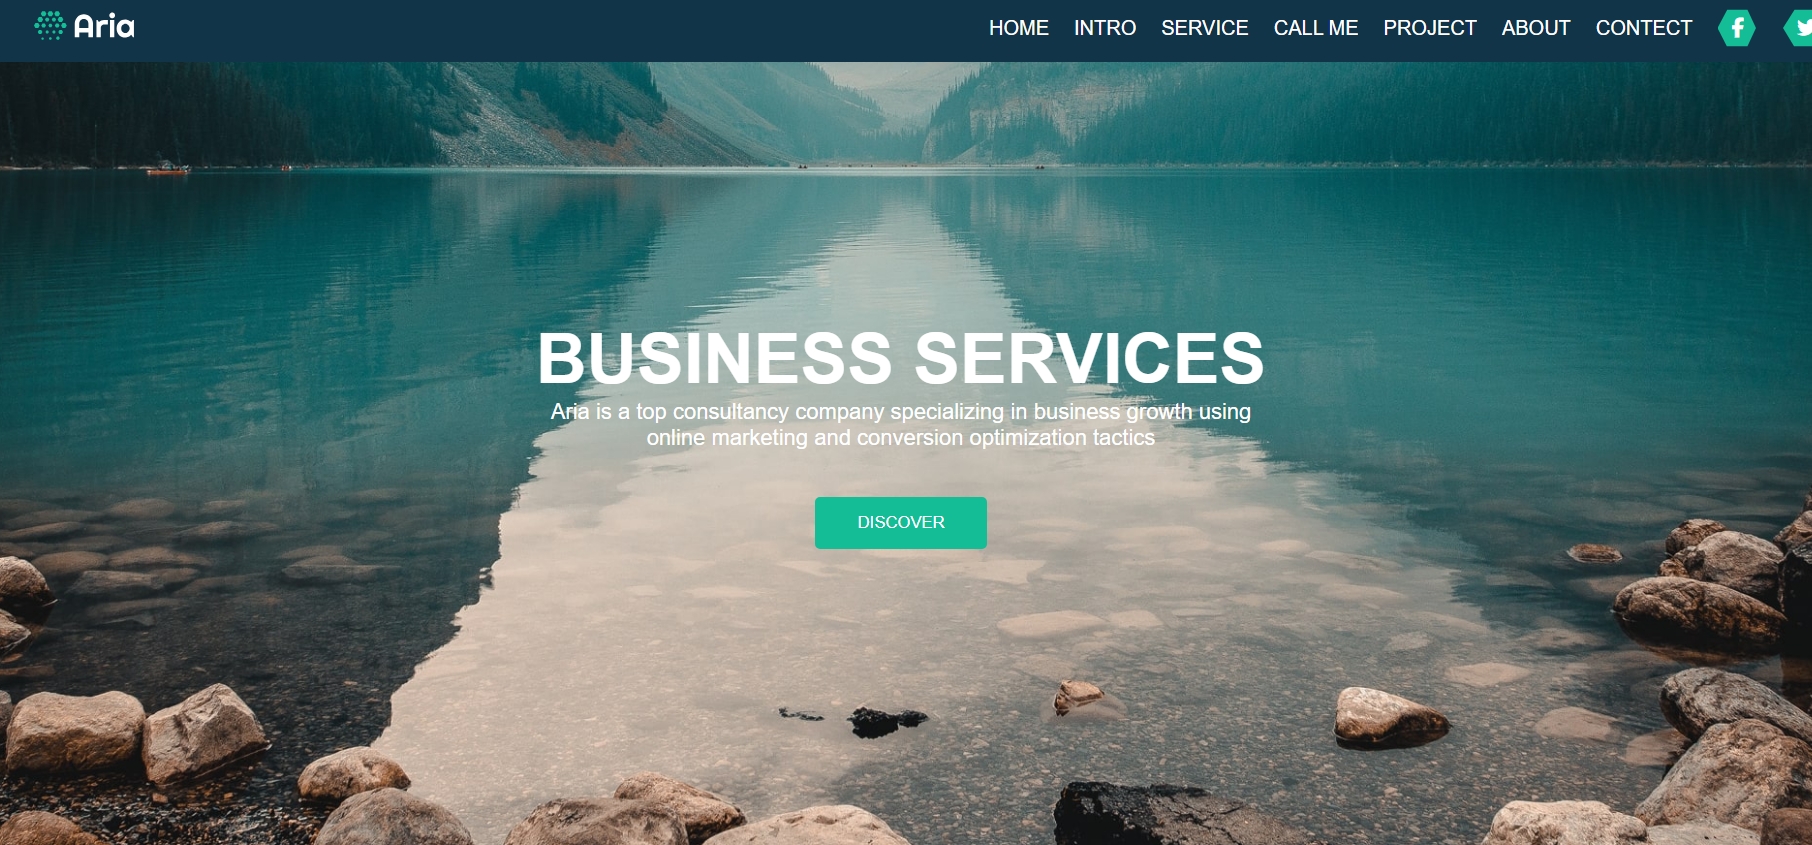 Aria
HOME INTRO SERVICE CALL ME PROJECT ABOUT CONTECT
BUSINESS SERVICES
Aria is a top consultancy company specializing in business growth using
online marketing and conversion optimization tactics
DISCOVER